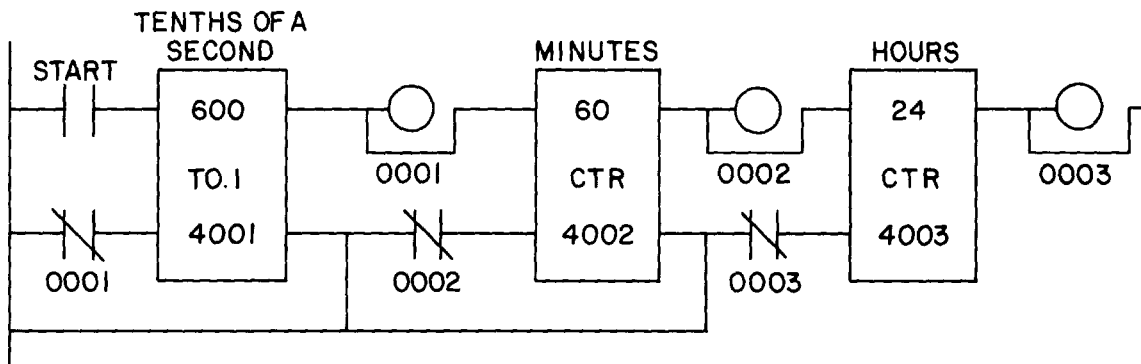 TENTHS OF A
SECOND
MINUTES
HOURS
START
600
60
24
TO.1
0001
CTR
0002
CTR
0003
4001
4002
4003
0001
0002
0003